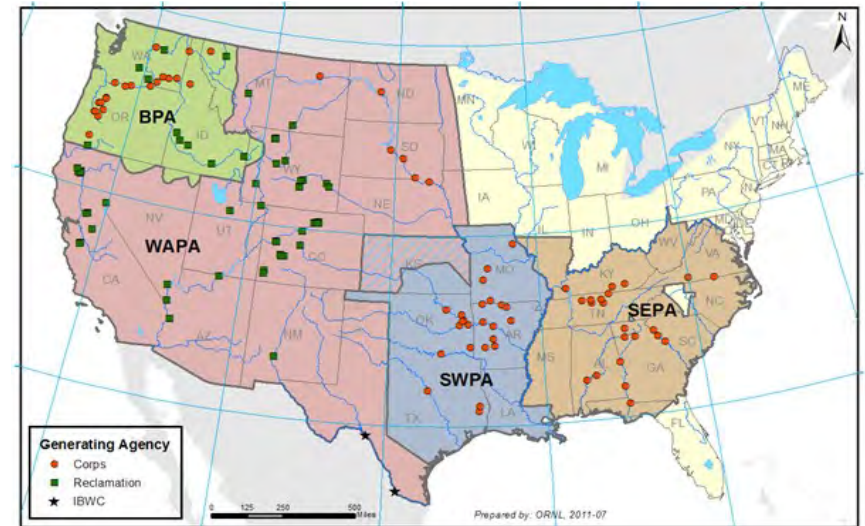 N
WA
MT
ND
MN
ME
VT
NH
OR
BPA
ID
SD
WI
MI
NY
MA
CT
RI
WY
IA
PA
NJ
NE
OH
IL
IN
MD
NV
UT
WAPA
CO
WV
VA
KS
MO
KY
CA
NC
TN
SEPA
OK
AR
SC
AZ
NM
SWPA
MS
AL
GA
TX
LA
FL
Generating Agency
Corps
Reclamation
IBWC
0 125 250 500
Miles
Prepared by: ORNL, 2011-07